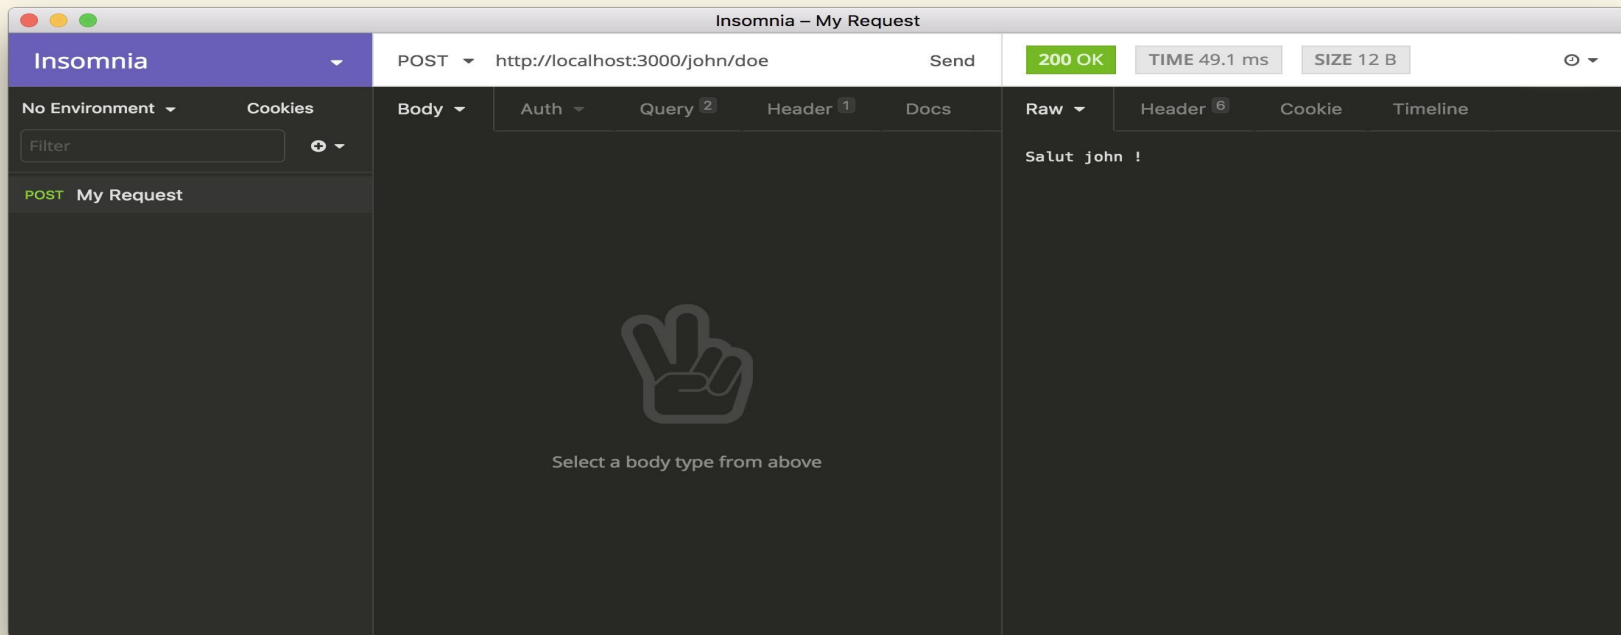 Insomnia – My Request
Insomnia
POST http://localhost:3000/john/doe Send
200 OK TIME 49.1 ms SIZE 12 B
No Environment Cookies
Body Auth Query 2 Header 1 Docs
Raw Header 6 Cookie Timeline
Filter
Salut john !
POST My Request
Select a body type from above